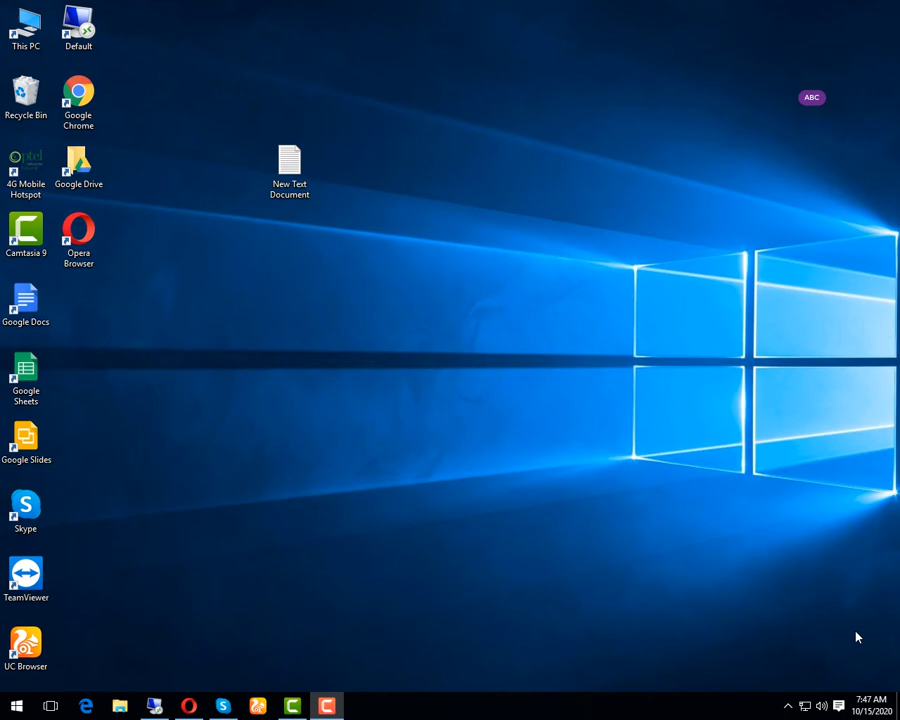 This PC
Default
Recycle Bin
Google
Chrome
optel
4G Mobile
Hotspot
Google Drive
New Text
Document
Camtasia 9
Opera
Browser
Google Docs
Google
Sheets
Google Slides
Skype
TeamViewer
UC Browser
ABC
7:47 AM
10/15/2020